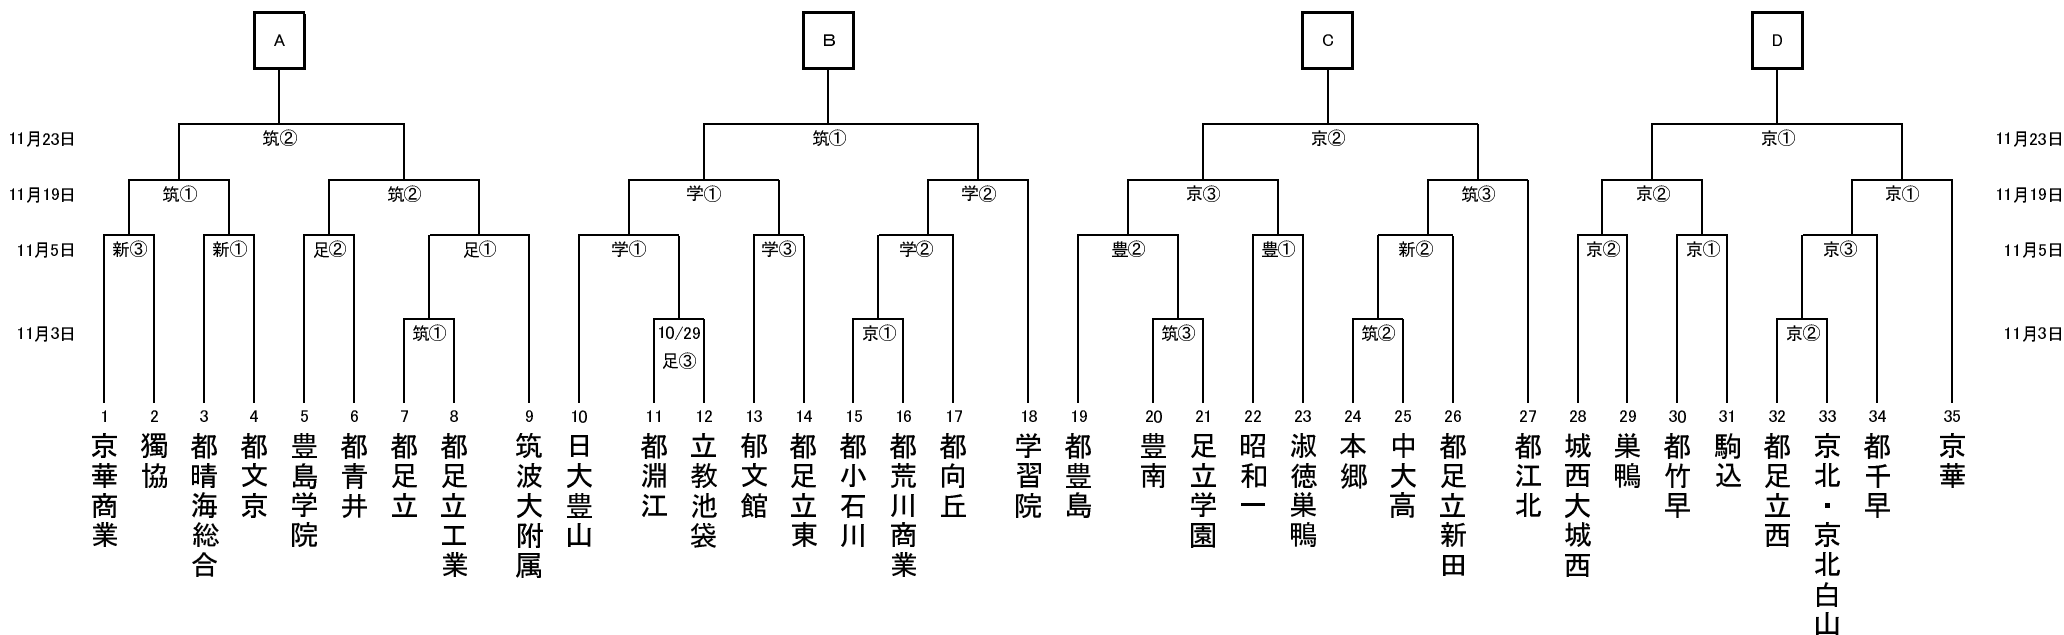 A B C D
11月23日 筑② 筑① 京② 京① 11月23日
11月19日 筑① 筑② 学① 学② 京③ 筑③ 京② 京① 11月19日
11月5日 新③ 新① 足② 足① 学① 学③ 学② 豊② 豊① 新② 京② 京① 京③ 11月5日
11月3日 筑① 10/29 京① 筑③ 筑② 京② 11月3日
足③
1 2 3 4 5 6 7 8 9 10 11 12 13 14 15 16 17 18 19 20 21 22 23 24 25 26 27 28 29 30 31 32 33 34 35
京華商業
獨協
都晴海総合
都文京
豊島学院
都青井
都足立
都足立工業
筑波大附属
日大豊山
都淵江
立教池袋
郁文館
都足立東
都小石川
都荒川商業
都向丘
学習院
都豊島
豊南
足立学園
昭和一
淑徳巣鴨
本郷
中大高
都足立新田
都江北
城西大城西
巣鴨
都竹早
駒込
都足立西
京北・京北白山
都千早
京華